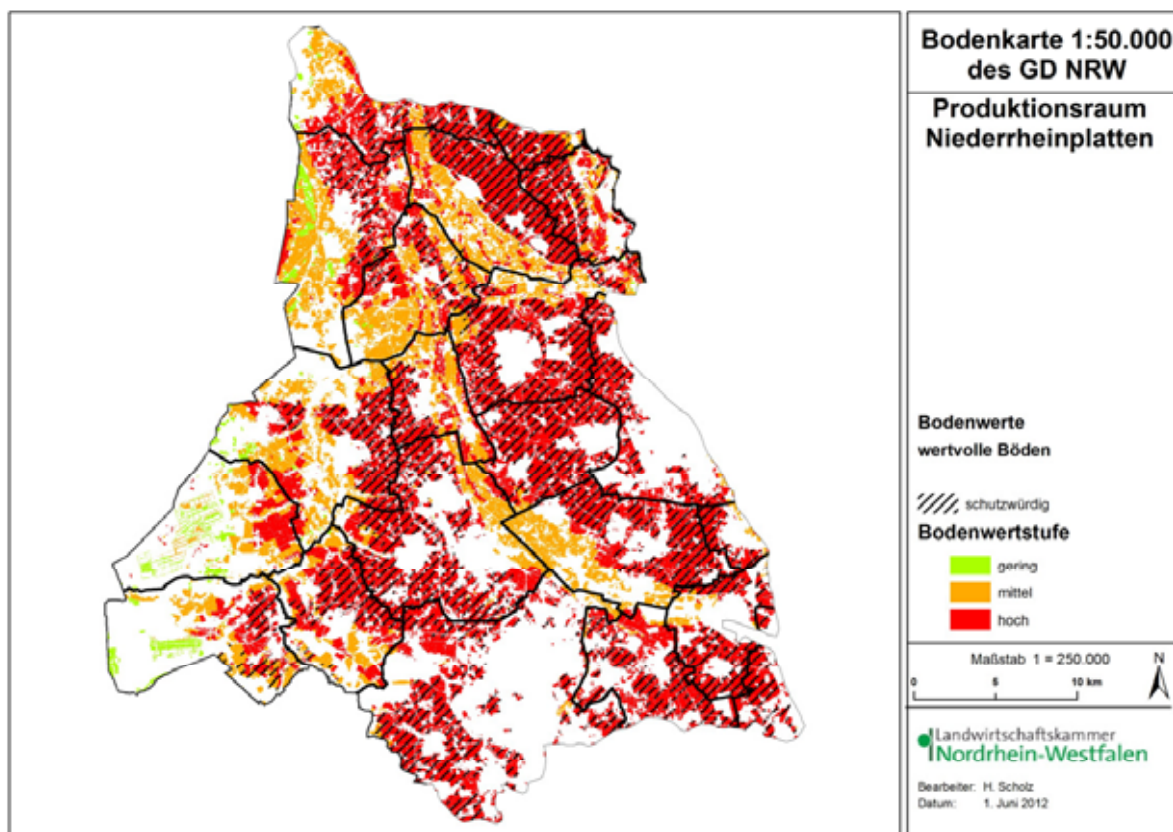 Bodenkarte 1:50.000
des GD NRW
Produktionsraum
Niederrheinplatten
Bodenwerte
wertvolle Böden
schutzwürdig
Bodenwertstufe
gering
mittel
hoch
Maßstab 1 = 250.000
N
0 5 10 km
Landwirtschaftskammer
Nordrhein-Westfalen
Bearbeiter: H. Scholz
Datum: 1. Juni 2012